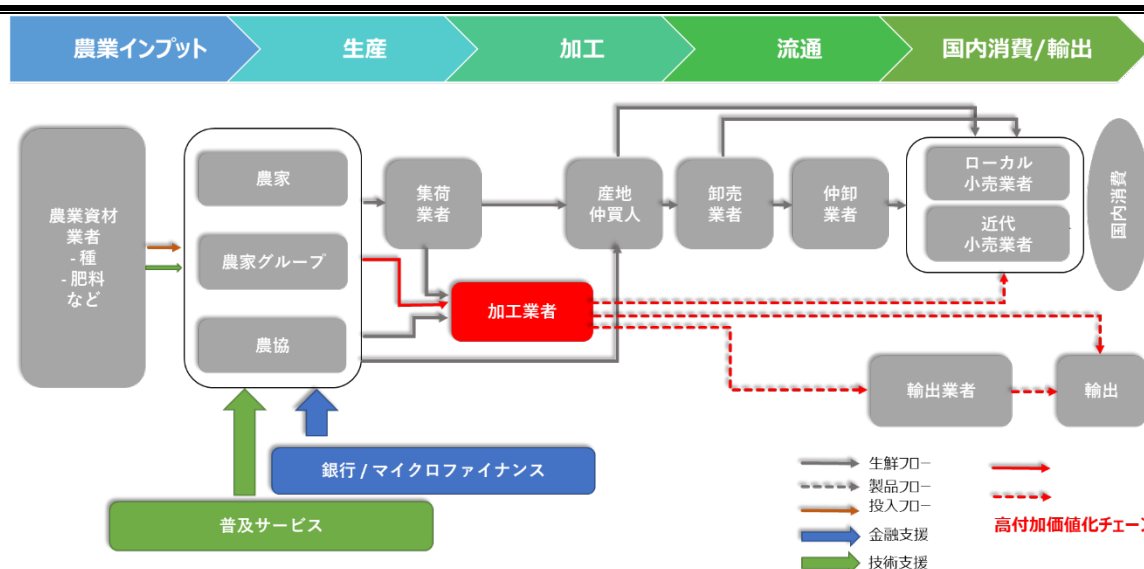 農業インプット
生産
加工
流通
国内消費/輸出
農業資材
業者
- 種
- 肥料
など
農家
農家グループ
農協
集荷
業者
産地
仲買人
卸売
業者
仲卸
業者
ローカル
小売業者
近代
小売業者
国内消費
加工業者
輸出業者
輸出
銀行 / マイクロファイナンス
普及サービス
生鮮フロー
製品フロー
投入フロー
金融支援
技術支援
高付加価値化チェーン